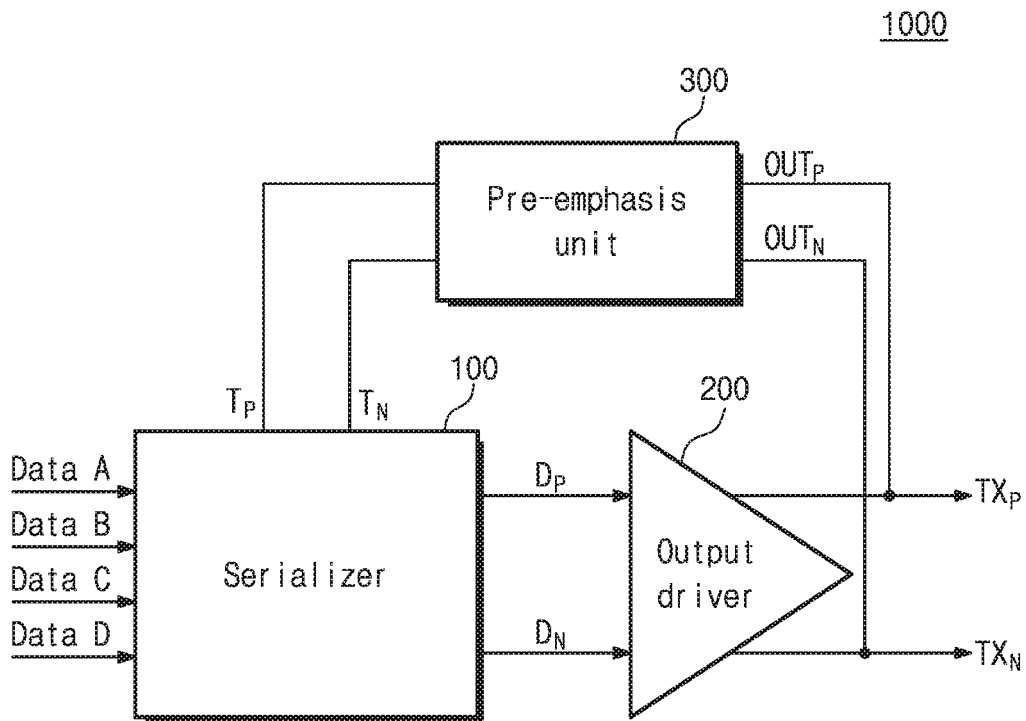 1000
300
Pre-emphasis
unit
OUTP
OUTN
TP
TN
100
200
Data A
Data B
Data C
Data D
Serializer
DP
DN
Output
driver
TXP
TXN